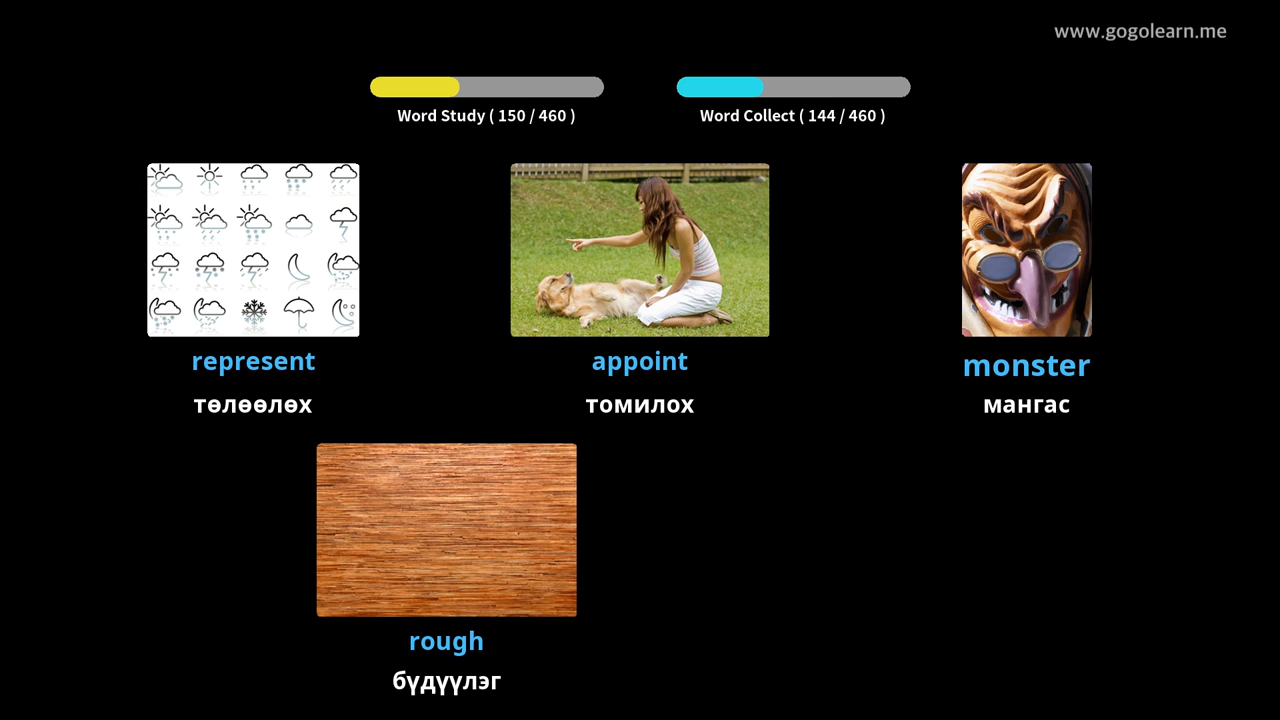 www.gogolearn.me
Word Study ( 150 / 460 )
Word Collect ( 144 / 460 )
represent
төлөөлөх
appoint
томилох
monster
мангас
rough
бүдүүлэг